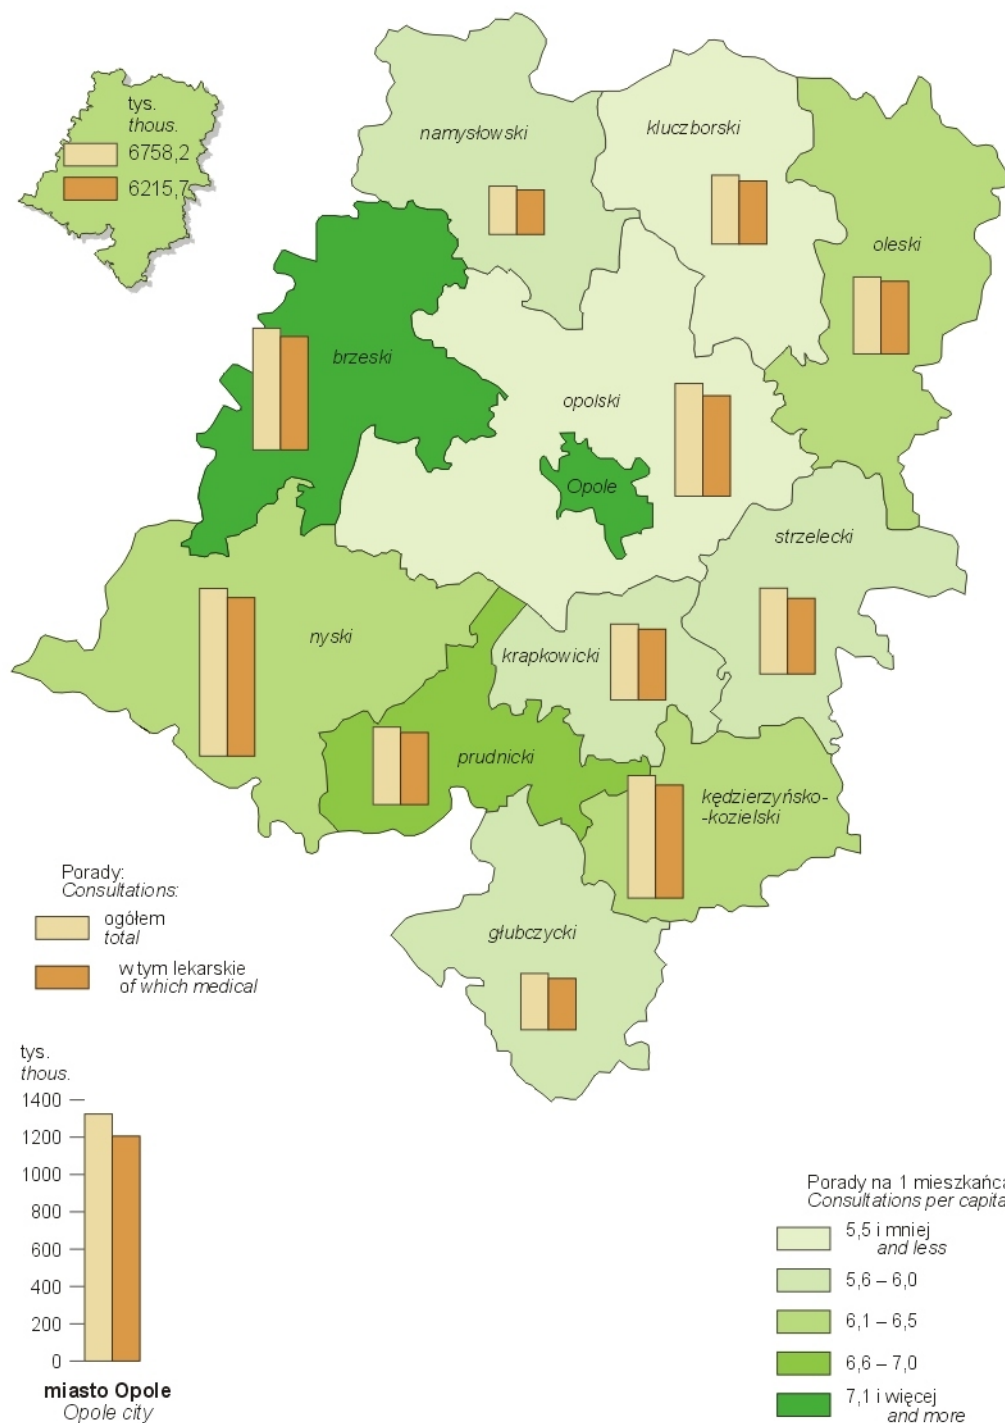 tys.
thous.
6758,2
6215,7
namysłowski
kluczborski
oleski
brzeski
opolski
Opole
strzelecki
nyski
krapkowicki
prudnicki
kędzierzyńsko-
-kozielski
głubczycki
Porady:
Consultations:
ogółem
total
w tym lekarskie
of which medical
tys.
thous.
1400
1200
1000
800
600
400
200
0
miasto Opole
Opole city
Porady na 1 mieszkańca
Consultations per capita
5,5 i mniej
and less
5,6 – 6,0
6,1 – 6,5
6,6 – 7,0
7,1 i więcej
and more